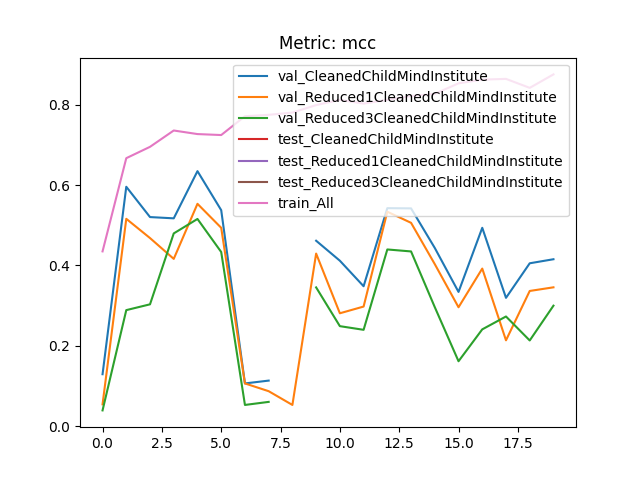 Metric: mcc
val_CleanedChildMindInstitute
val_Reduced1CleanedChildMindInstitute
val_Reduced3CleanedChildMindInstitute
test_CleanedChildMindInstitute
test_Reduced1CleanedChildMindInstitute
test_Reduced3CleanedChildMindInstitute
train_All
0.8
0.6
0.4
0.2
0.0
0.0 2.5 5.0 7.5 10.0 12.5 15.0 17.5